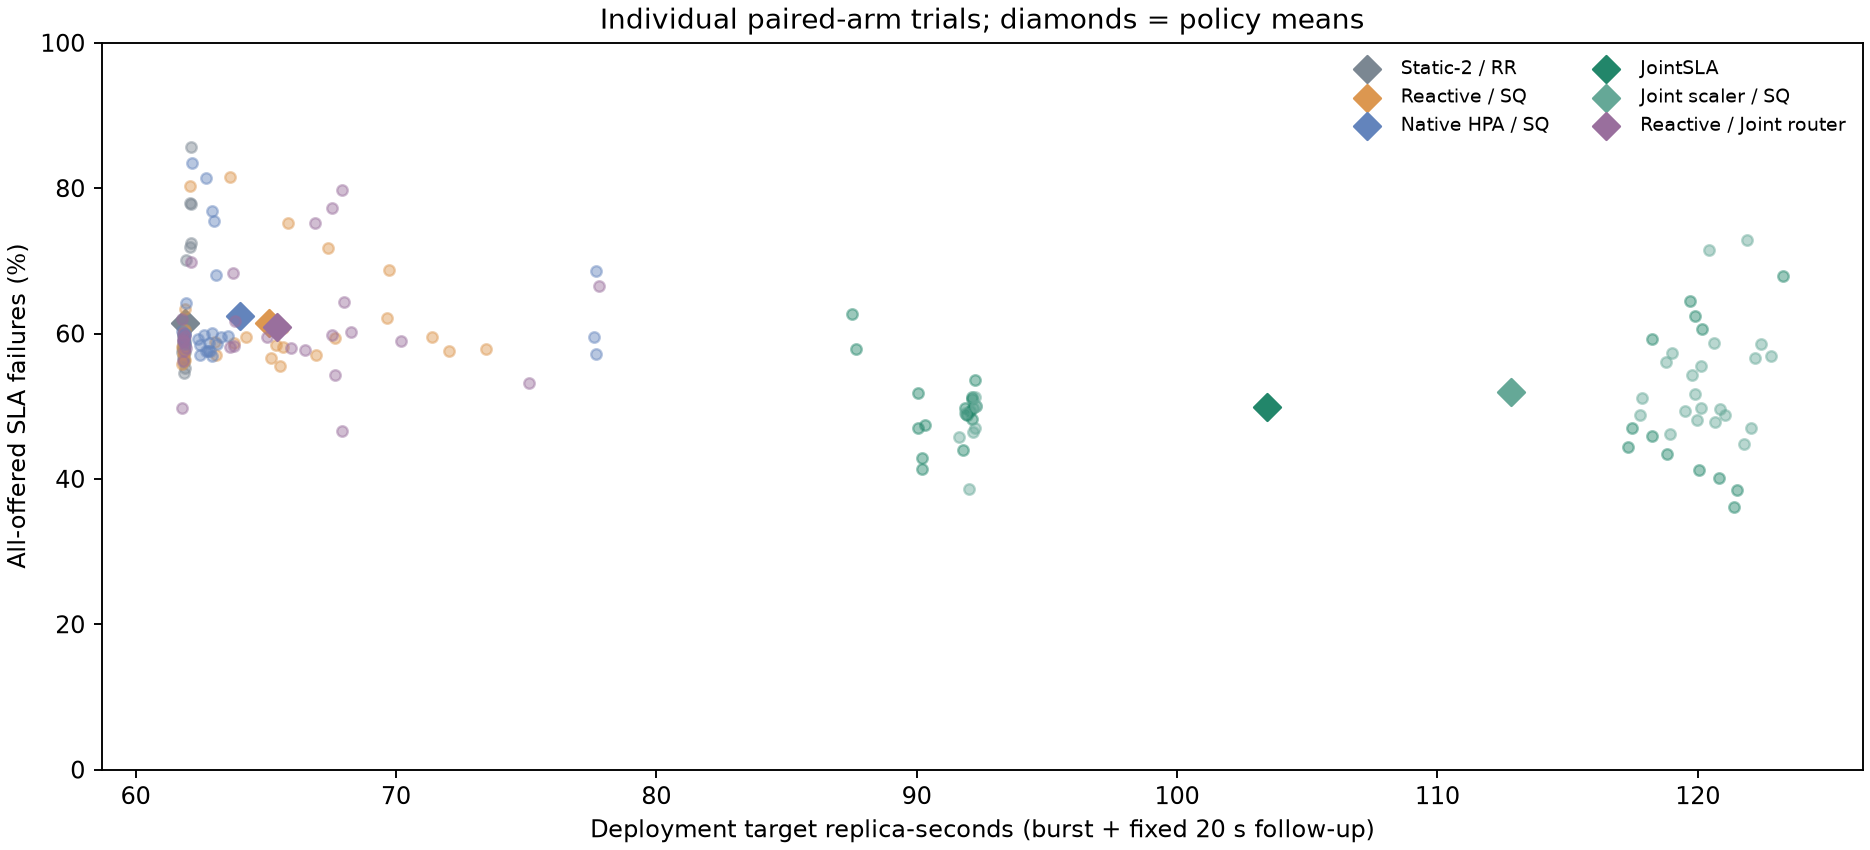 Individual paired-arm trials; diamonds = policy means
All-offered SLA failures (%)
100
80
60
40
20
0
Static-2 / RR
Reactive / SQ
Native HPA / SQ
JointSLA
Joint scaler / SQ
Reactive / Joint router
60 70 80 90 100 110 120
Deployment target replica-seconds (burst + fixed 20 s follow-up)